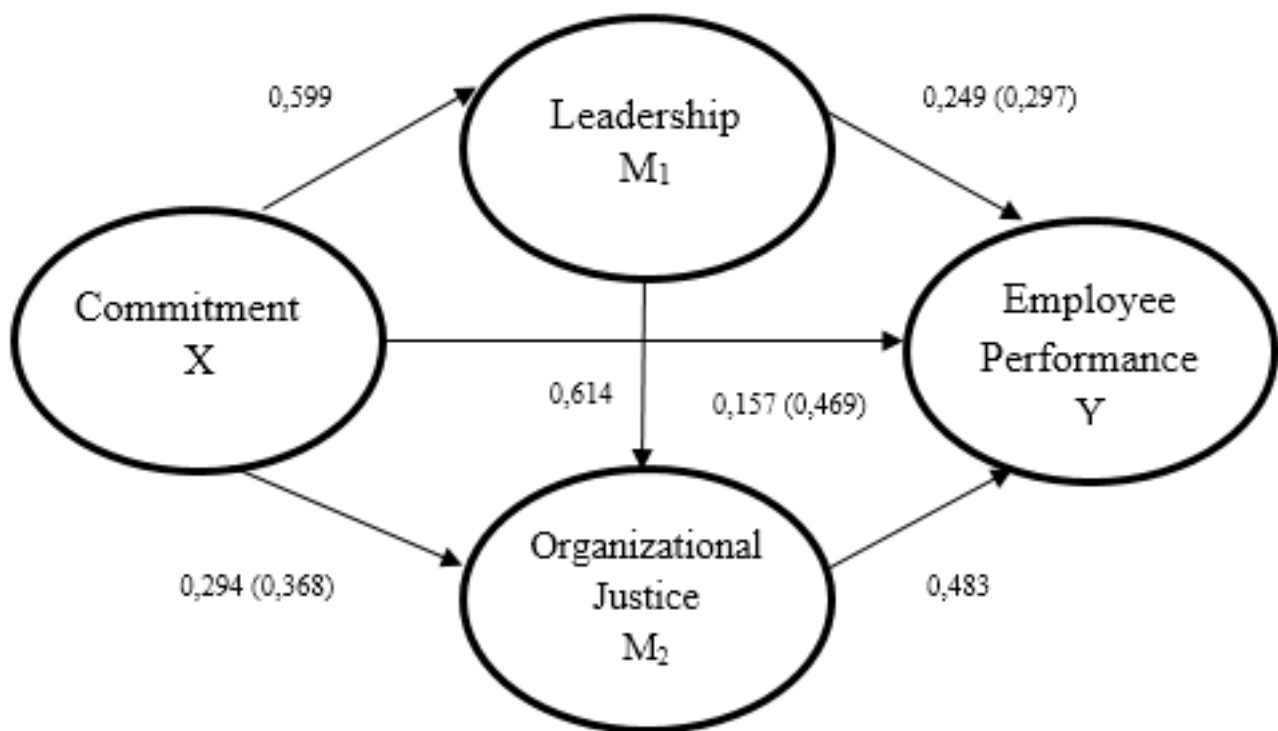 0,599
Leadership
M₁
0,249 (0,297)
Commitment
X
Employee
Performance
Y
0,614
0,157 (0,469)
0,294 (0,368)
Organizational
Justice
M₂
0,483